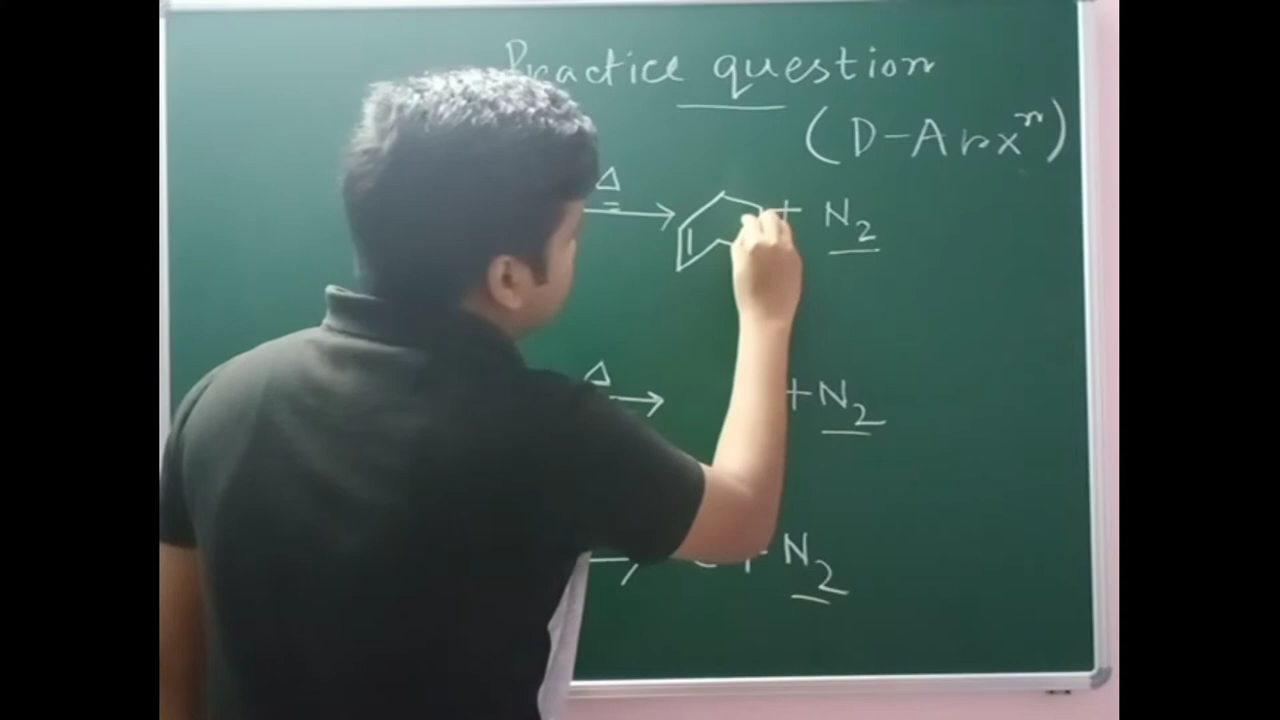 Practice question
(D-A rxⁿ)
Δ
+ N₂
Δ
+ N₂
+ N₂